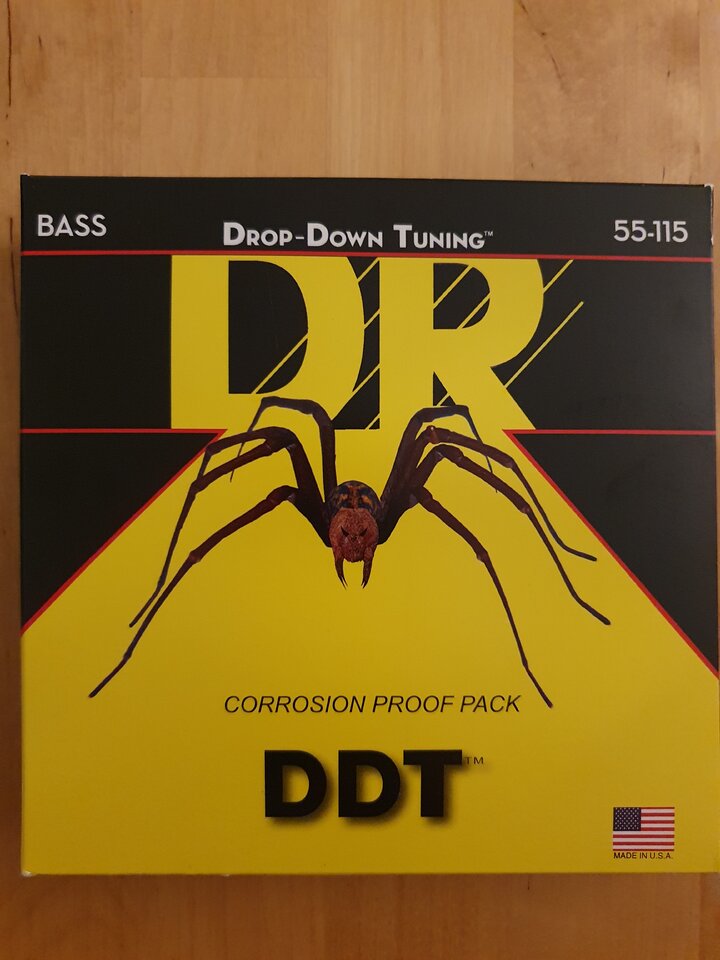 BASS
DROP-DOWN TUNING™
55-115
DR
CORROSION PROOF PACK
DDT™
MADE IN U.S.A.